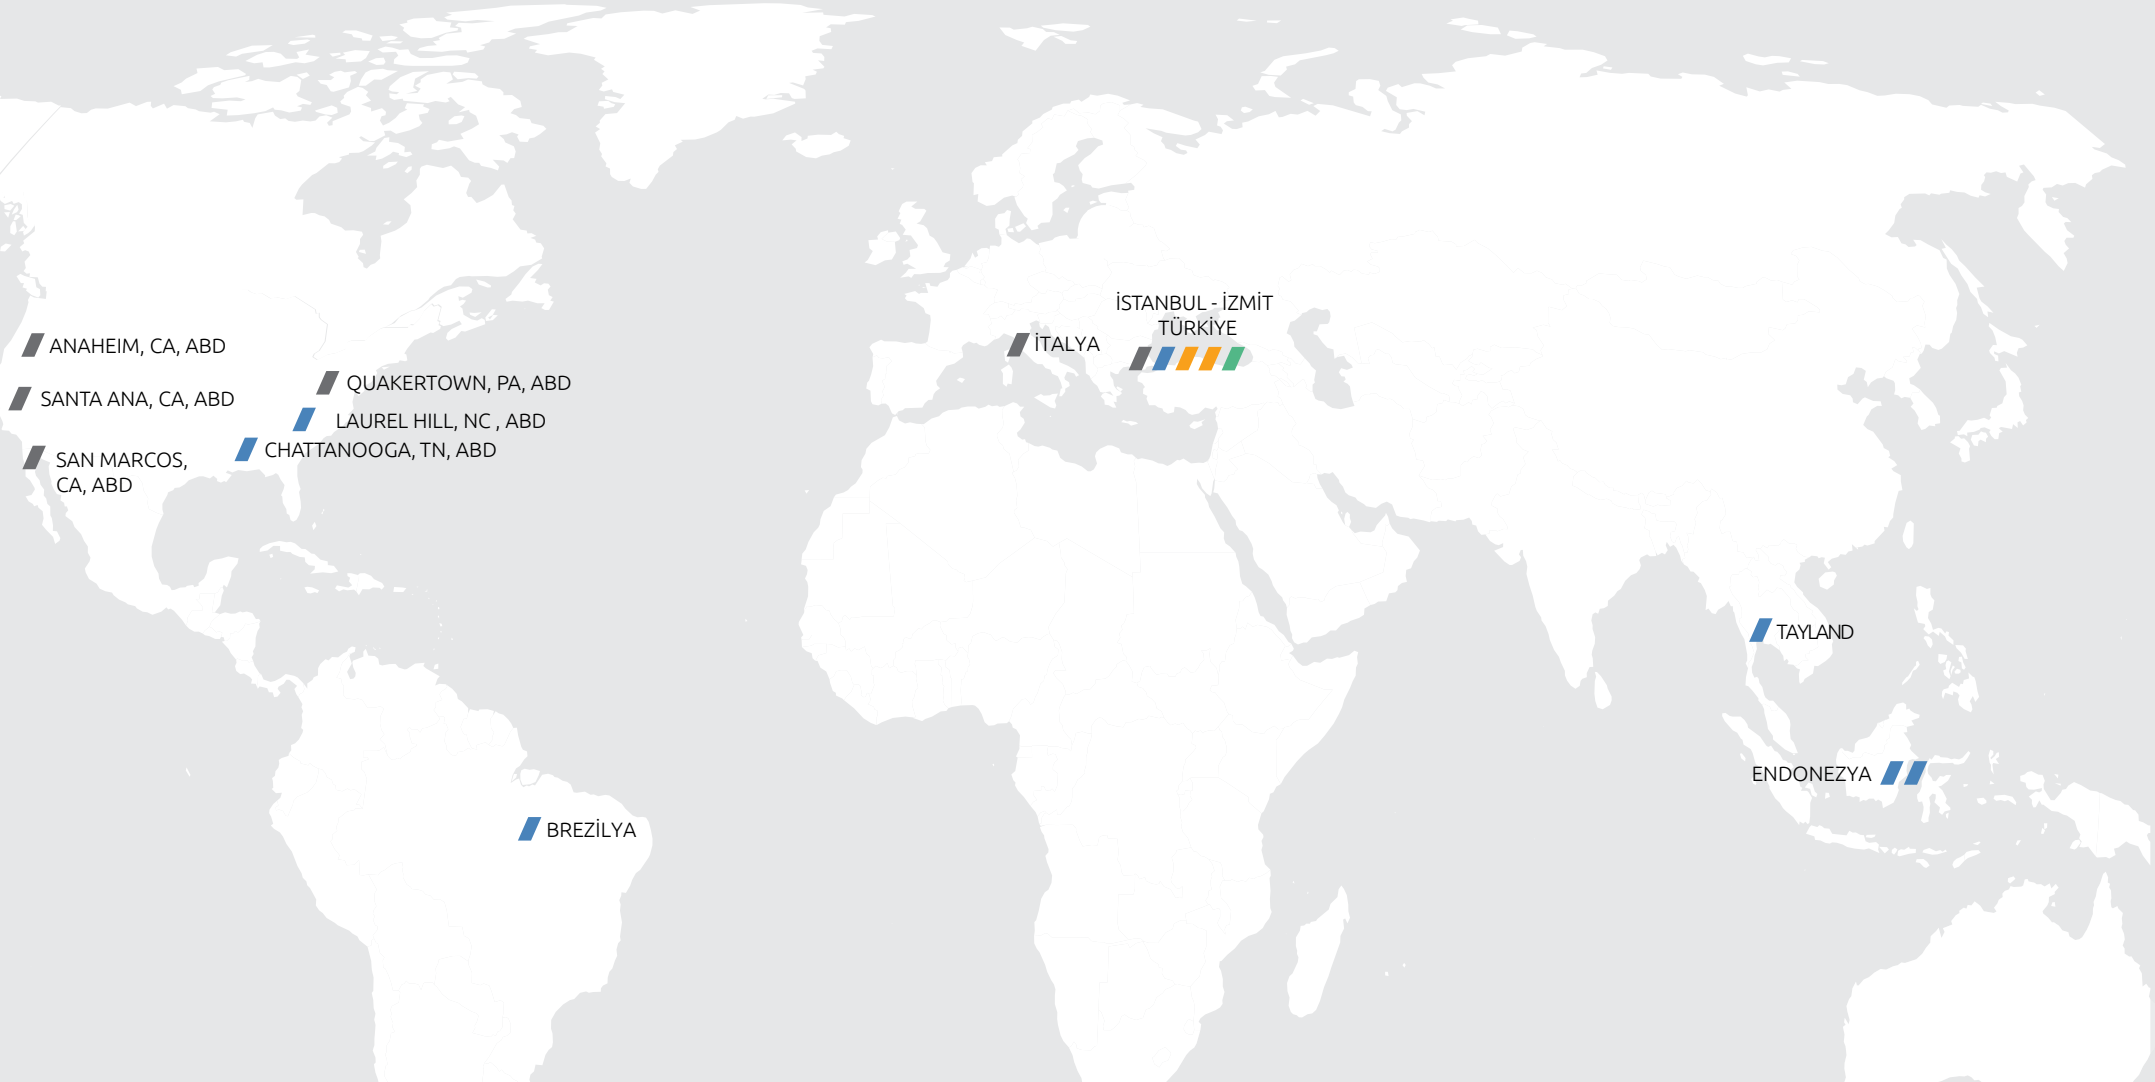 İSTANBUL - İZMİT
TÜRKİYE
ANAHEIM, CA, ABD
İTALYA
QUAKERTOWN, PA, ABD
SANTA ANA, CA, ABD
LAUREL HILL, NC , ABD
CHATTANOOGA, TN, ABD
SAN MARCOS,
CA, ABD
TAYLAND
ENDONEZYA
BREZİLYA